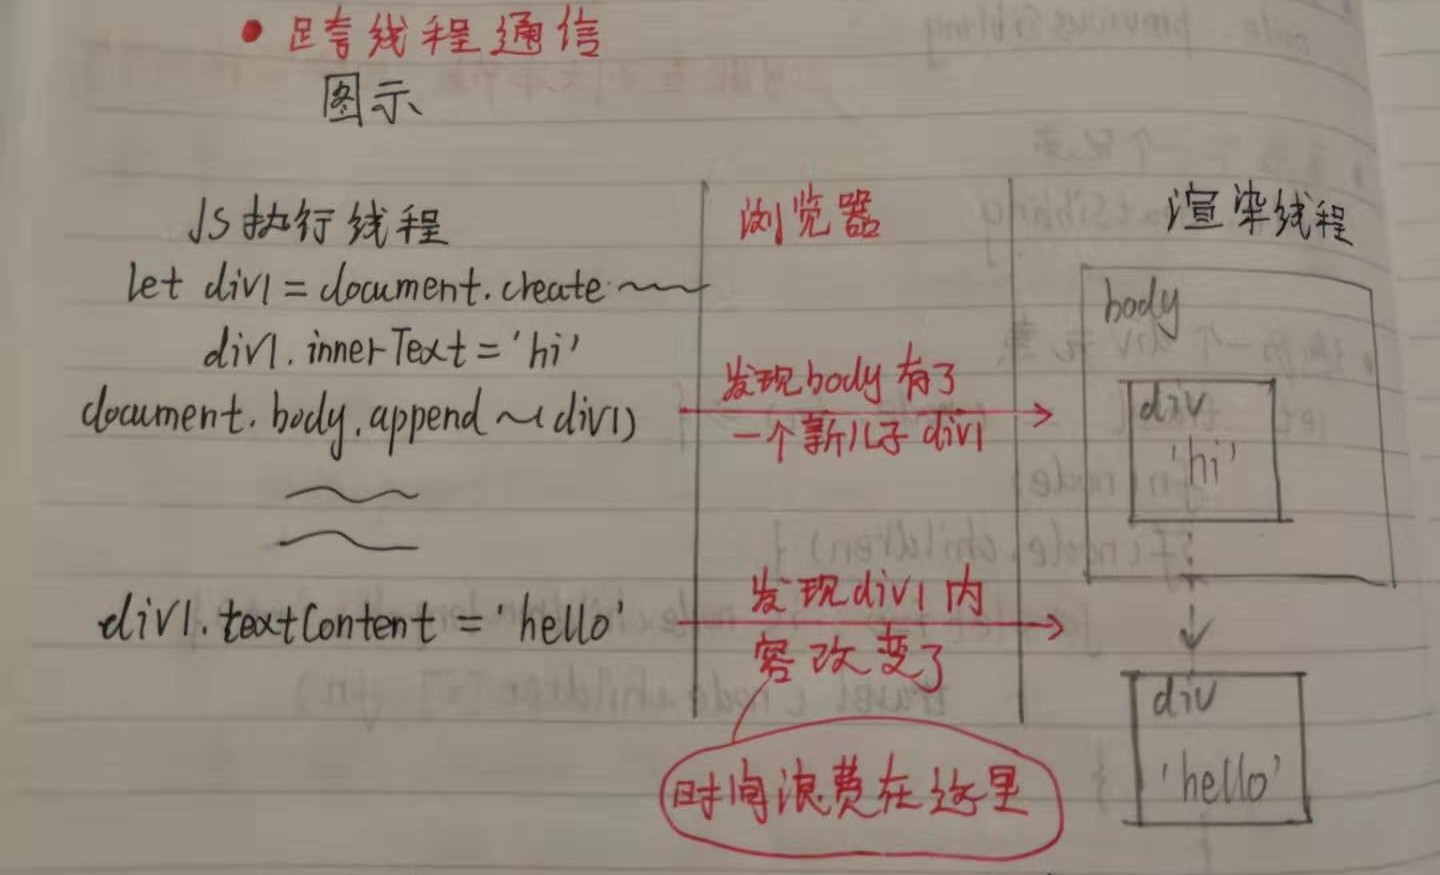 跨线程通信
图示
JS执行线程
浏览器
渲染线程
let div1 = document.create~~
div1.innerText = 'hi'
document.body.append~(div1)
发现body有了
一个新儿子div1
body
div
'hi'
div1.textContent = 'hello'
发现div1内
容改变了
div
'hello'
时间浪费在这里